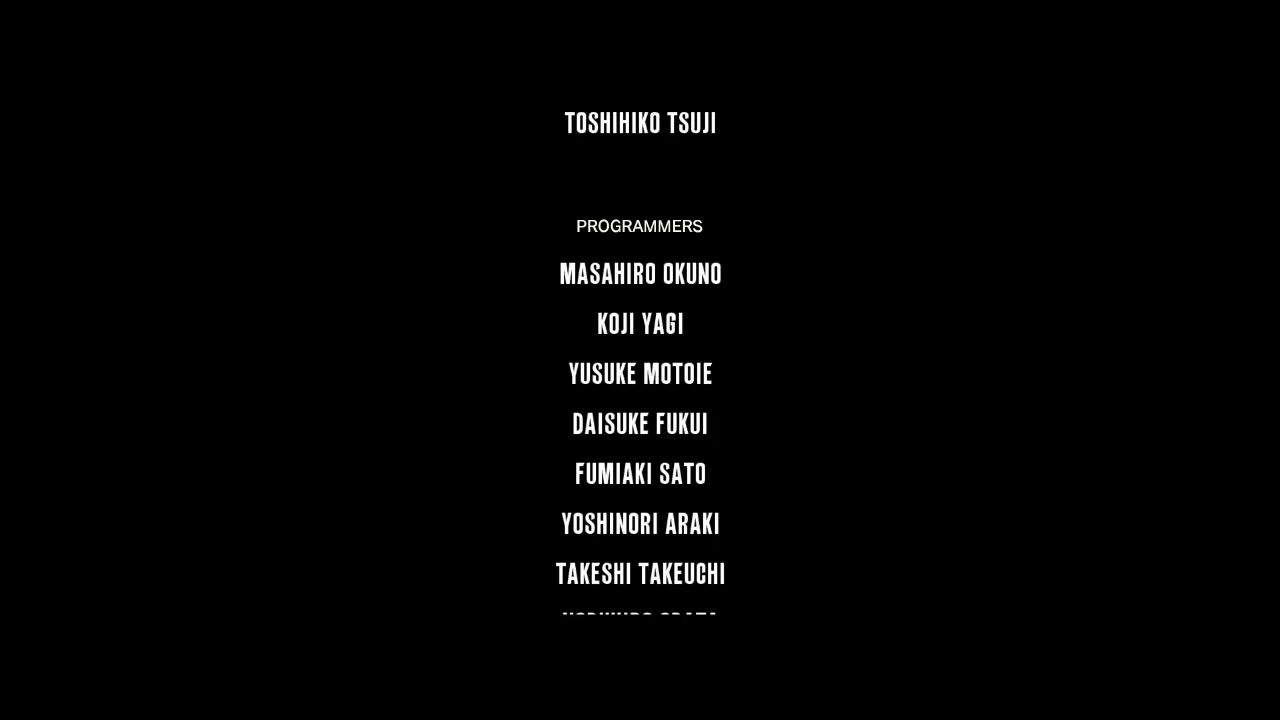 TOSHIHIKO TSUJI
PROGRAMMERS
MASAHIRO OKUNO
KOJI YAGI
YUSUKE MOTOIE
DAISUKE FUKUI
FUMIAKI SATO
YOSHINORI ARAKI
TAKESHI TAKEUCHI